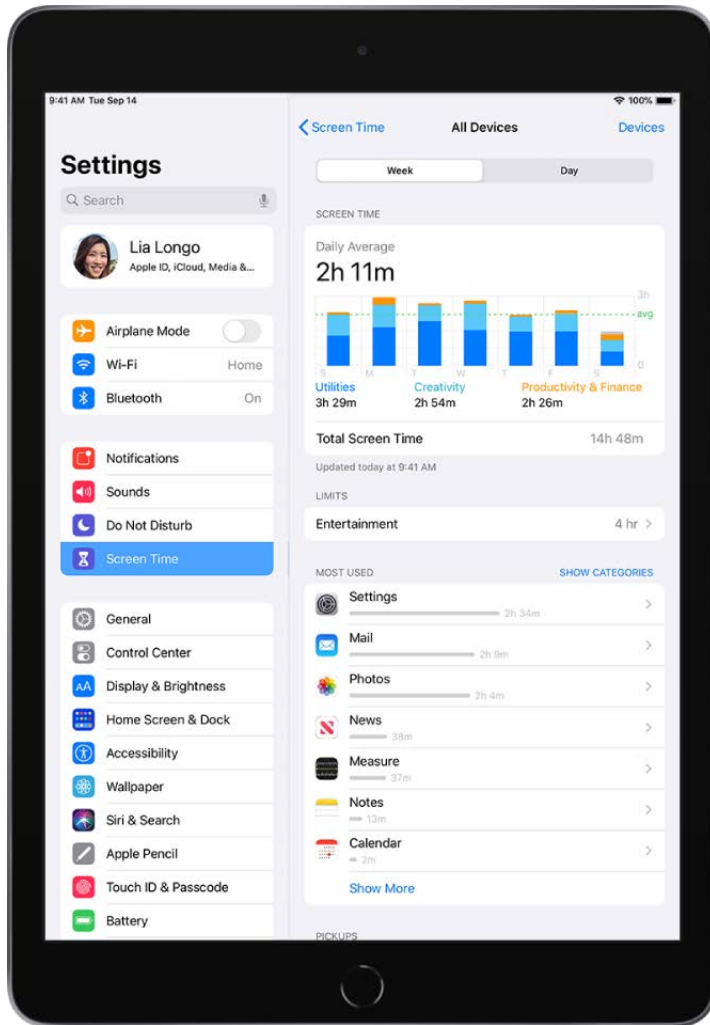 9:41 AM Tue Sep 14
100%
Settings
Search
Lia Longo
Apple ID, iCloud, Media &...
Airplane Mode
Wi-Fi Home
Bluetooth On
Notifications
Sounds
Do Not Disturb
Screen Time
General
Control Center
AA Display & Brightness
Home Screen & Dock
Accessibility
Wallpaper
Siri & Search
Apple Pencil
Touch ID & Passcode
Battery
Screen Time All Devices Devices
Week Day
SCREEN TIME
Daily Average
2h 11m
3h
avg
0
S M T W T F S
Utilities Creativity Productivity & Finance
3h 29m 2h 54m 2h 26m
Total Screen Time 14h 48m
Updated today at 9:41 AM
LIMITS
Entertainment 4 hr
MOST USED SHOW CATEGORIES
Settings
2h 34m
Mail
2h 9m
Photos
2h 4m
News
38m
Measure
37m
Notes
13m
Calendar
2m
Show More
PICKUPS